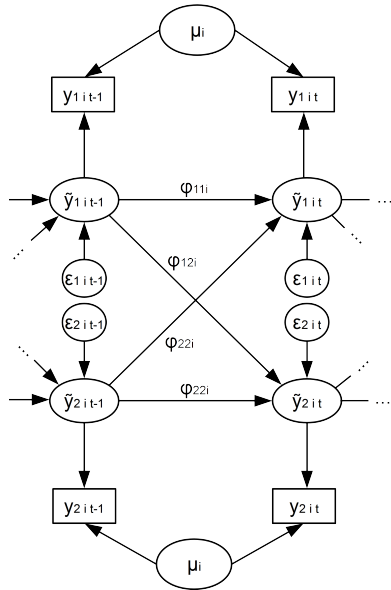 μi
y1 i t-1 y1 i t
φ11i
ỹ1 i t-1 ỹ1 i t ...
... φ12i
ε1 i t-1 ε1 i t
ε2 i t-1 ε2 i t
... φ22i ...
φ22i
ỹ2 i t-1 ỹ2 i t ...
y2 i t-1 y2 i t
μi